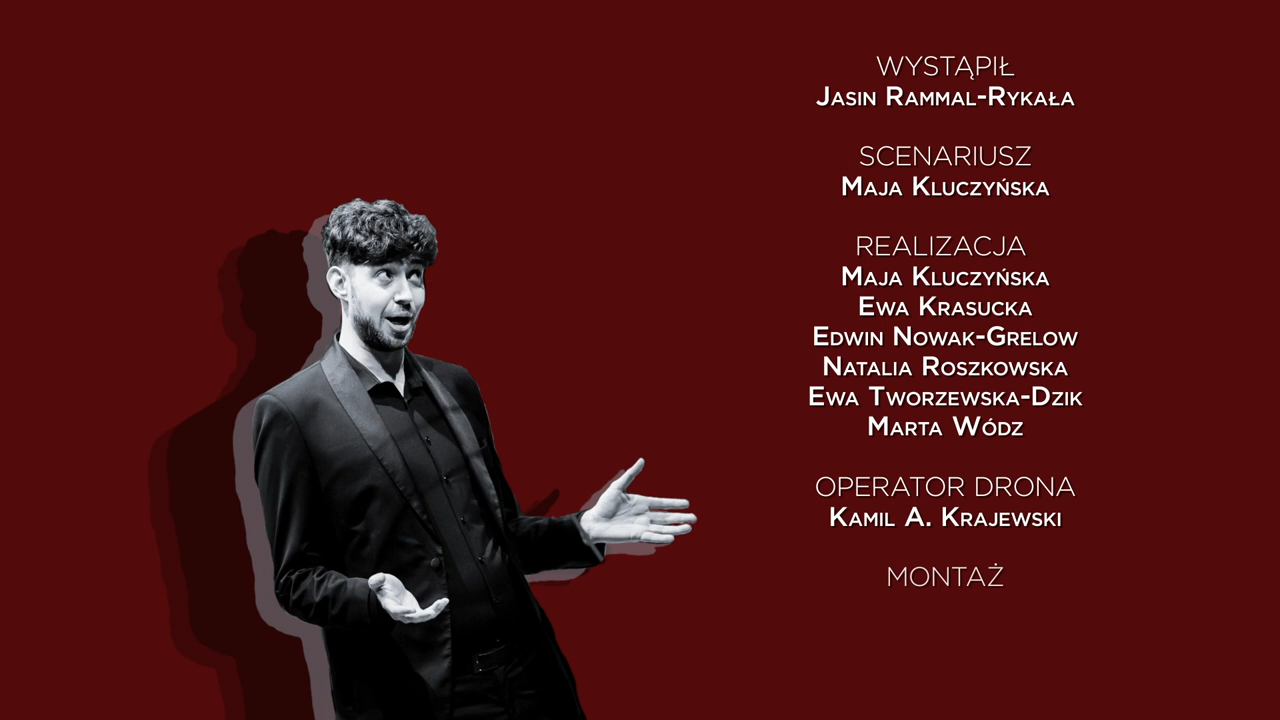 WYSTĄPIŁ
Jasin Rammal-Rykała
SCENARIUSZ
Maja Kluczyńska
REALIZACJA
Maja Kluczyńska
Ewa Krasucka
Edwin Nowak-Grelow
Natalia Roszkowska
Ewa Tworzewska-Dzik
Marta Wódz
OPERATOR DRONA
Kamil A. Krajewski
MONTAŻ